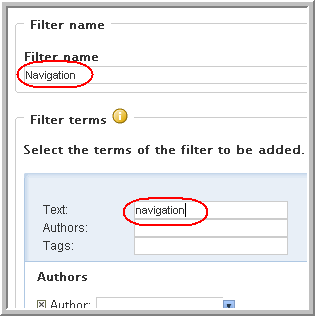 Filter name
Filter name
Navigation
Filter terms
Select the terms of the filter to be added.
Text: navigation
Authors:
Tags:
Authors
Author: